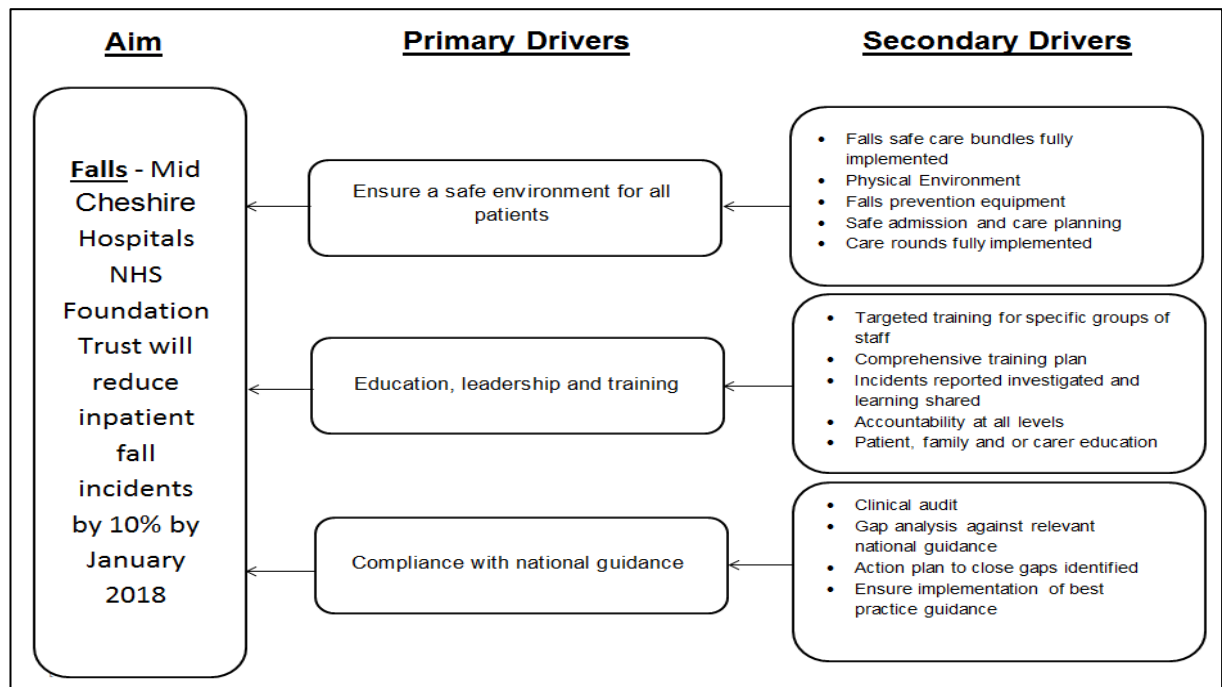 Aim
Primary Drivers
Secondary Drivers
Falls - Mid
Cheshire
Hospitals
NHS
Foundation
Trust will
reduce
inpatient
fall
incidents
by 10% by
January
2018
Ensure a safe environment for all
patients
Education, leadership and training
Compliance with national guidance
• Falls safe care bundles fully
implemented
• Physical Environment
• Falls prevention equipment
• Safe admission and care planning
• Care rounds fully implemented
• Targeted training for specific groups of
staff
• Comprehensive training plan
• Incidents reported investigated and
learning shared
• Accountability at all levels
• Patient, family and or carer education
• Clinical audit
• Gap analysis against relevant
national guidance
• Action plan to close gaps identified
• Ensure implementation of best
practice guidance